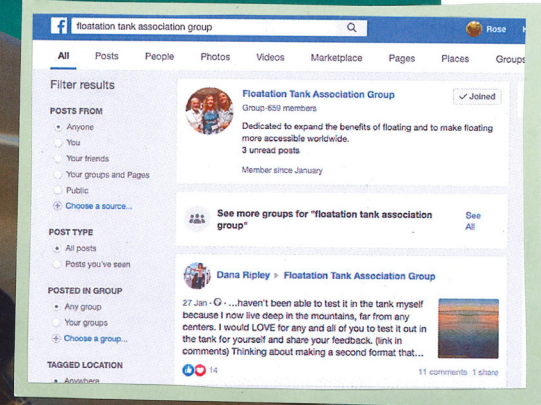 f floatation tank association group Rose
All Posts People Photos Videos Marketplace Pages Places Groups
Filter results
POSTS FROM
Anyone
You
Your friends
Your groups and Pages
Public
Choose a source...
POST TYPE
All posts
Posts you've seen
POSTED IN GROUP
Any group
Your groups
Choose a group...
TAGGED LOCATION
Anywhere
Floatation Tank Association Group
✓ Joined
Group·659 members
Dedicated to expand the benefits of floating and to make floating
more accessible worldwide.
3 unread posts
Member since January
See more groups for "floatation tank association
group"
See
All
Dana Ripley ▸ Floatation Tank Association Group
27 Jan · ...haven't been able to test it in the tank myself
because I now live deep in the mountains, far from any
centers. I would LOVE for any and all of you to test it out in
the tank for yourself and share your feedback. (link in
comments) Thinking about making a second format that...
14
11 comments 1 share